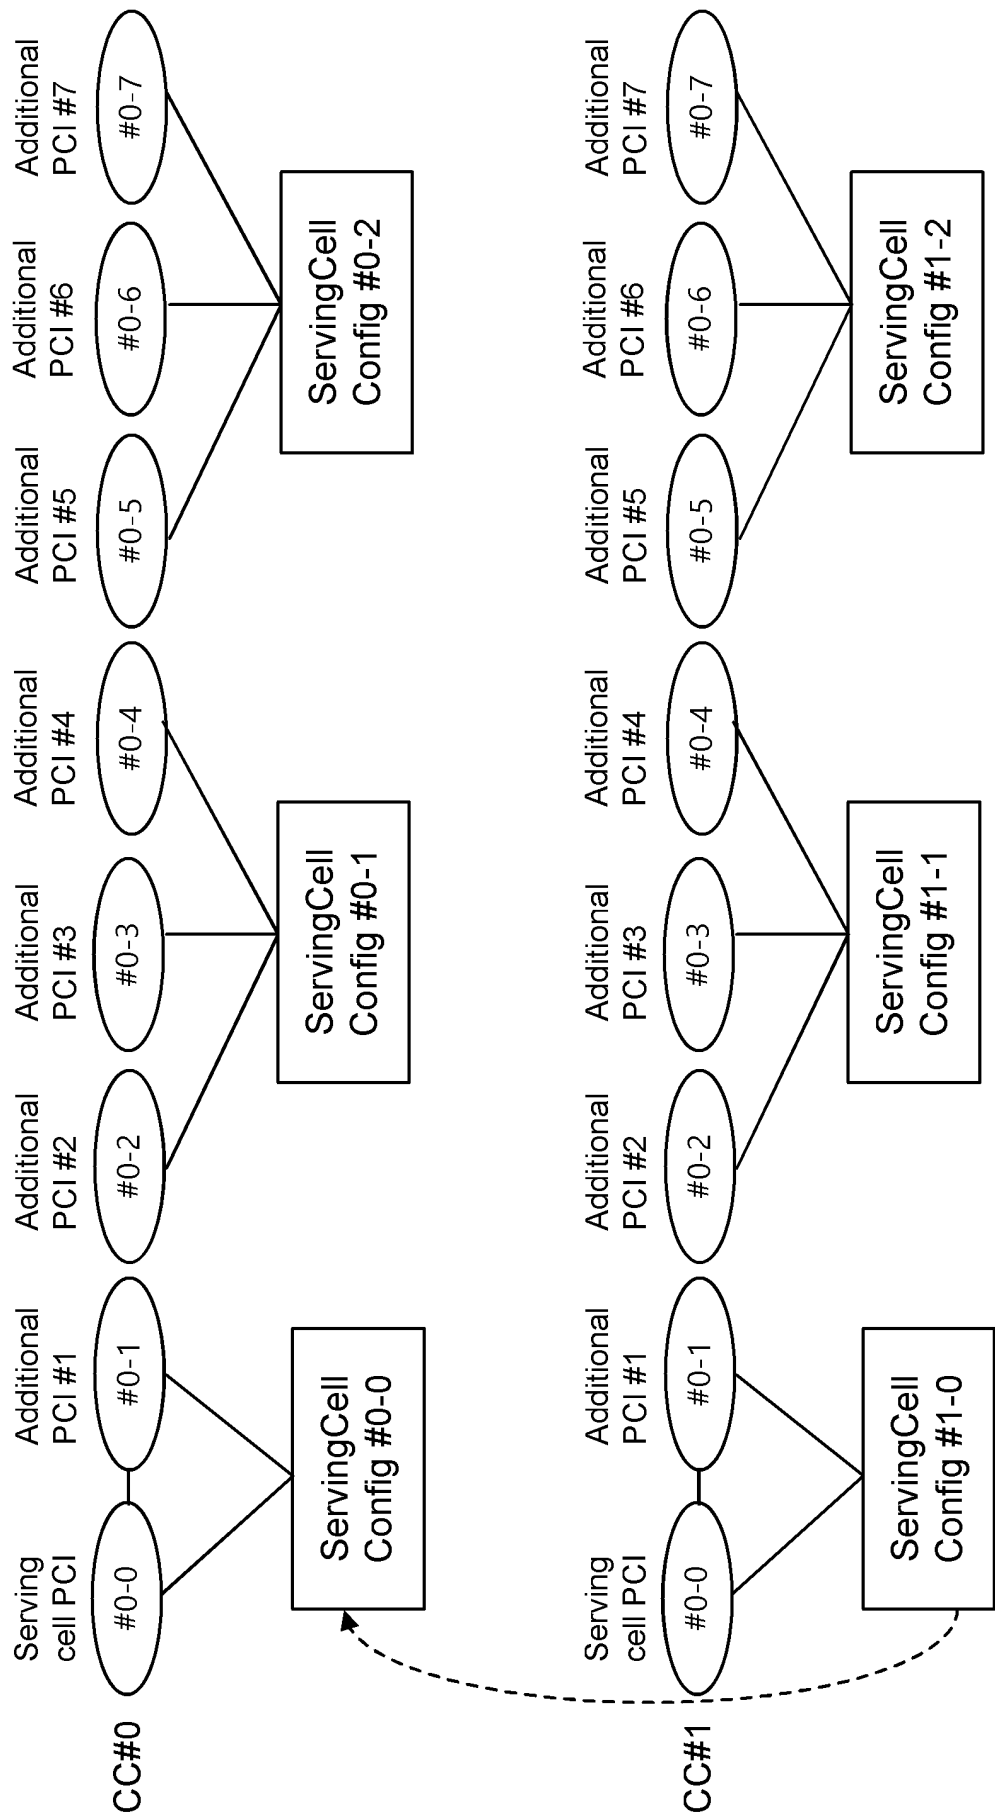 CC#0
Serving
cell PCI
Additional
PCI #1
Additional
PCI #2
Additional
PCI #3
Additional
PCI #4
Additional
PCI #5
Additional
PCI #6
Additional
PCI #7
#0-0
#0-1
#0-2
#0-3
#0-4
#0-5
#0-6
#0-7
ServingCell
Config #0-0
ServingCell
Config #0-1
ServingCell
Config #0-2
CC#1
Serving
cell PCI
Additional
PCI #1
Additional
PCI #2
Additional
PCI #3
Additional
PCI #4
Additional
PCI #5
Additional
PCI #6
Additional
PCI #7
#0-0
#0-1
#0-2
#0-3
#0-4
#0-5
#0-6
#0-7
ServingCell
Config #1-0
ServingCell
Config #1-1
ServingCell
Config #1-2